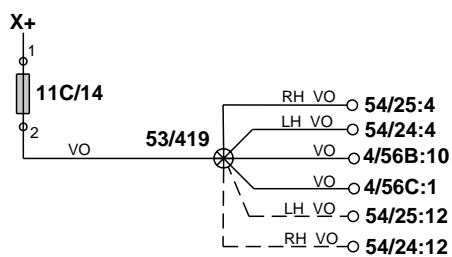 X+
1
11C/14
2
VO
53/419
RH VO 54/25:4
LH VO 54/24:4
VO 4/56B:10
VO 4/56C:1
LH VO 54/25:12
RH VO 54/24:12